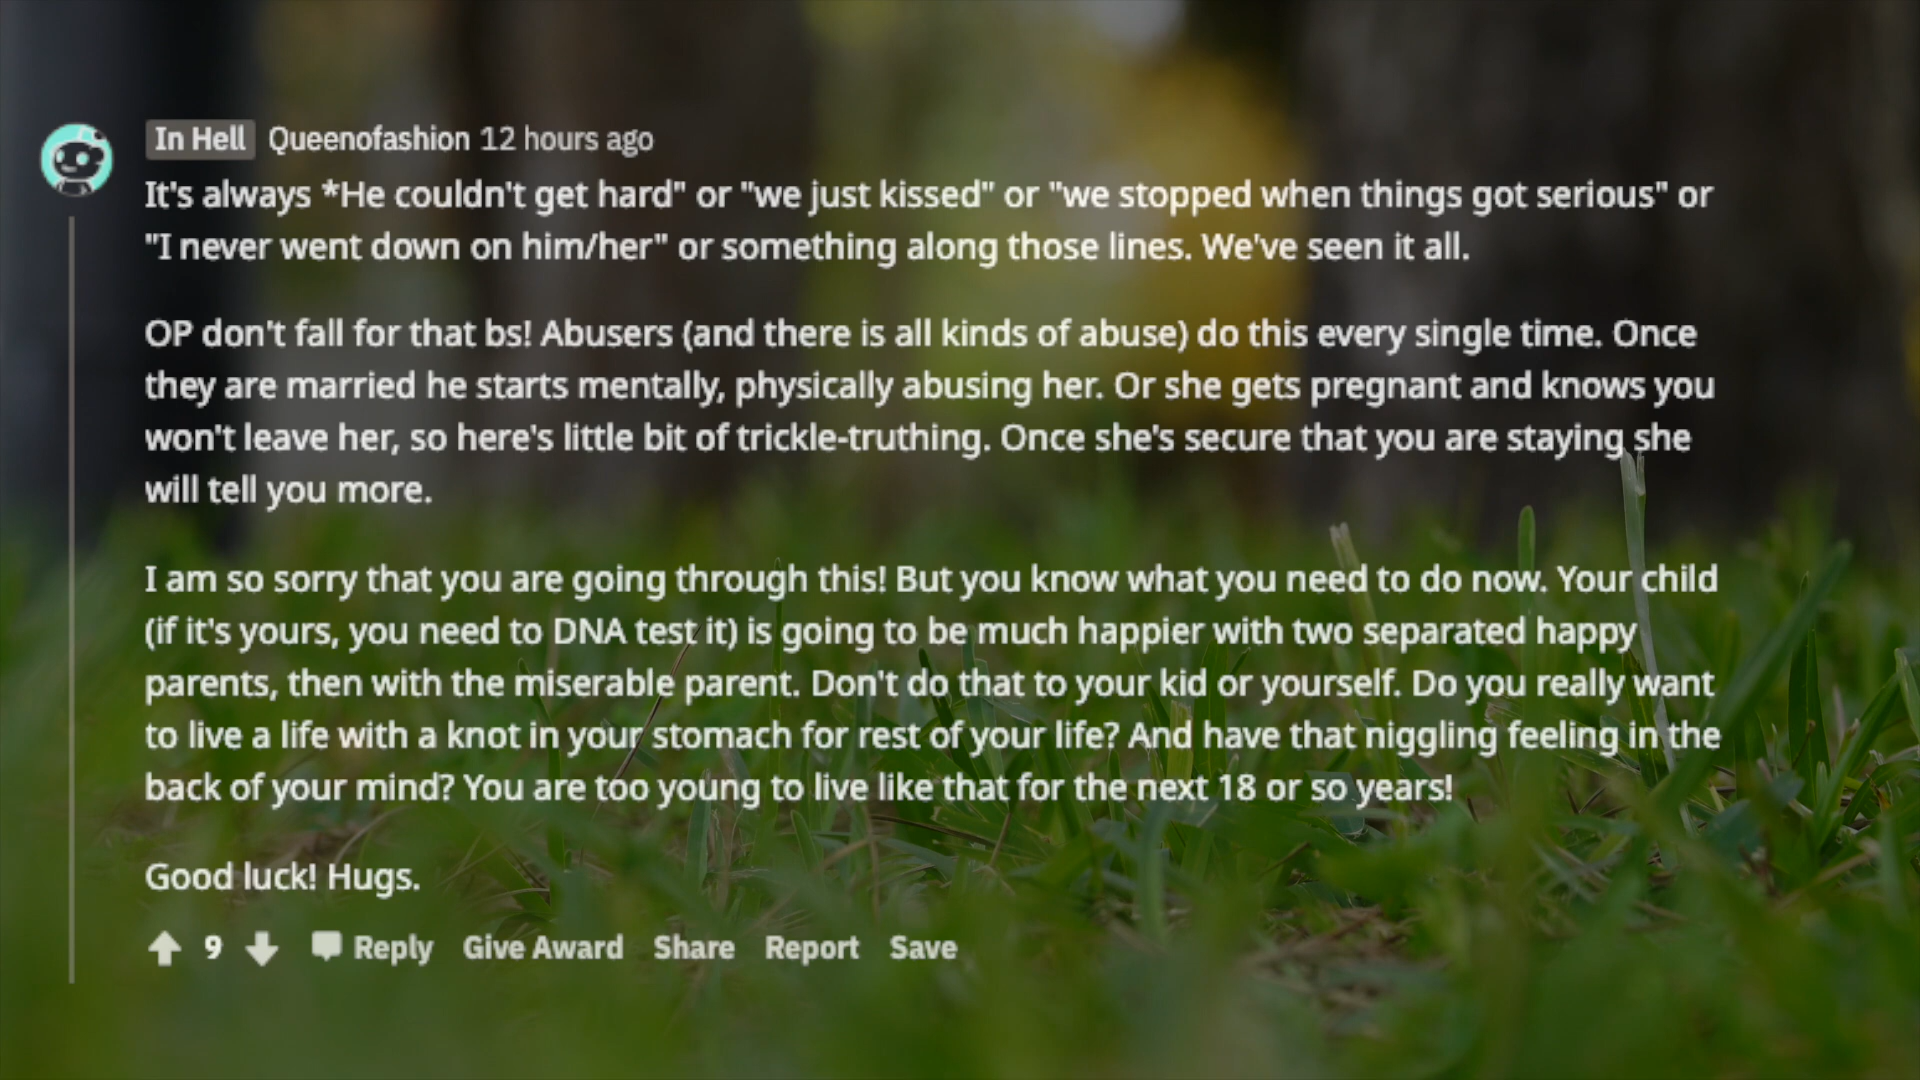 In Hell Queenofashion 12 hours ago
It's always *He couldn't get hard" or "we just kissed" or "we stopped when things got serious" or
"I never went down on him/her" or something along those lines. We've seen it all.
OP don't fall for that bs! Abusers (and there is all kinds of abuse) do this every single time. Once
they are married he starts mentally, physically abusing her. Or she gets pregnant and knows you
won't leave her, so here's little bit of trickle-truthing. Once she's secure that you are staying she
will tell you more.
I am so sorry that you are going through this! But you know what you need to do now. Your child
(if it's yours, you need to DNA test it) is going to be much happier with two separated happy
parents, then with the miserable parent. Don't do that to your kid or yourself. Do you really want
to live a life with a knot in your stomach for rest of your life? And have that niggling feeling in the
back of your mind? You are too young to live like that for the next 18 or so years!
Good luck! Hugs.
9 Reply Give Award Share Report Save